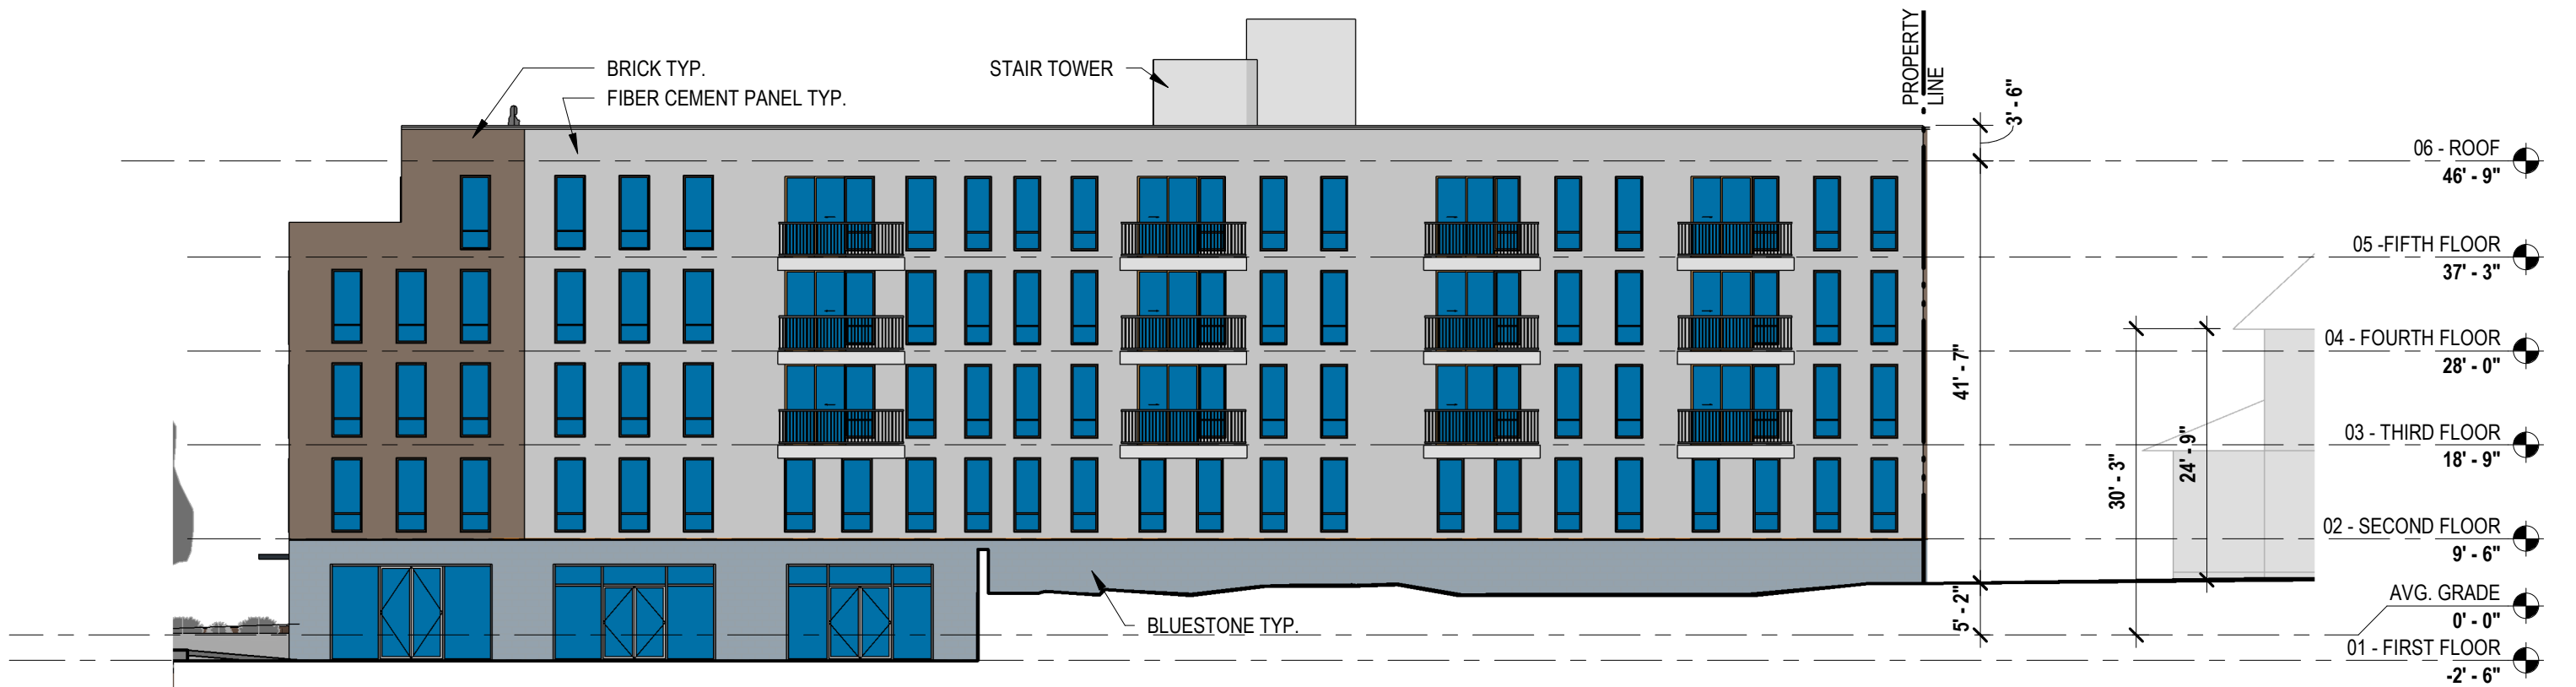 BRICK TYP.
FIBER CEMENT PANEL TYP.
STAIR TOWER
PROPERTY
LINE
3' - 6"
06 - ROOF
46' - 9"
05 -FIFTH FLOOR
37' - 3"
04 - FOURTH FLOOR
28' - 0"
41' - 7"
03 - THIRD FLOOR
18' - 9"
30' - 3"
24' - 9"
02 - SECOND FLOOR
9' - 6"
AVG. GRADE
0' - 0"
5' - 2"
BLUESTONE TYP.
01 - FIRST FLOOR
-2' - 6"